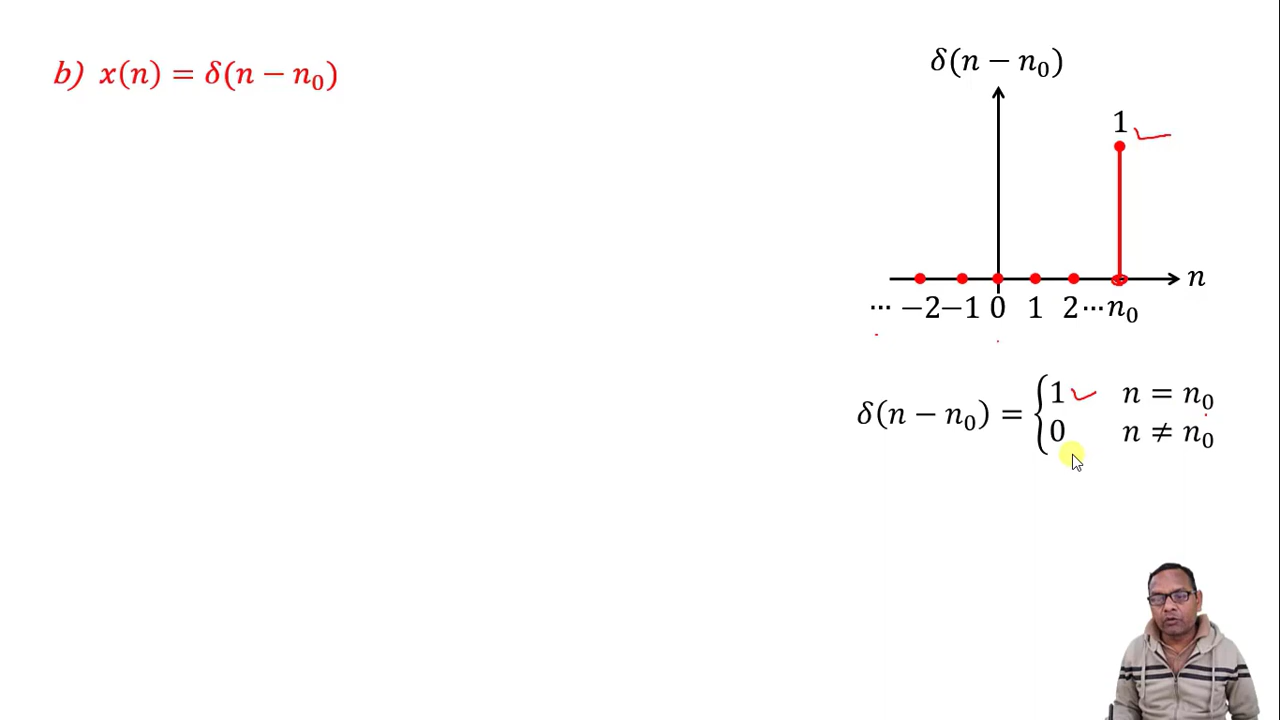 b) x(n) = δ(n − n₀)
δ(n − n₀)
1
n
⋯ −2 −1 0 1 2 ⋯ n₀
δ(n − n₀) = { 1 n = n₀
0 n ≠ n₀